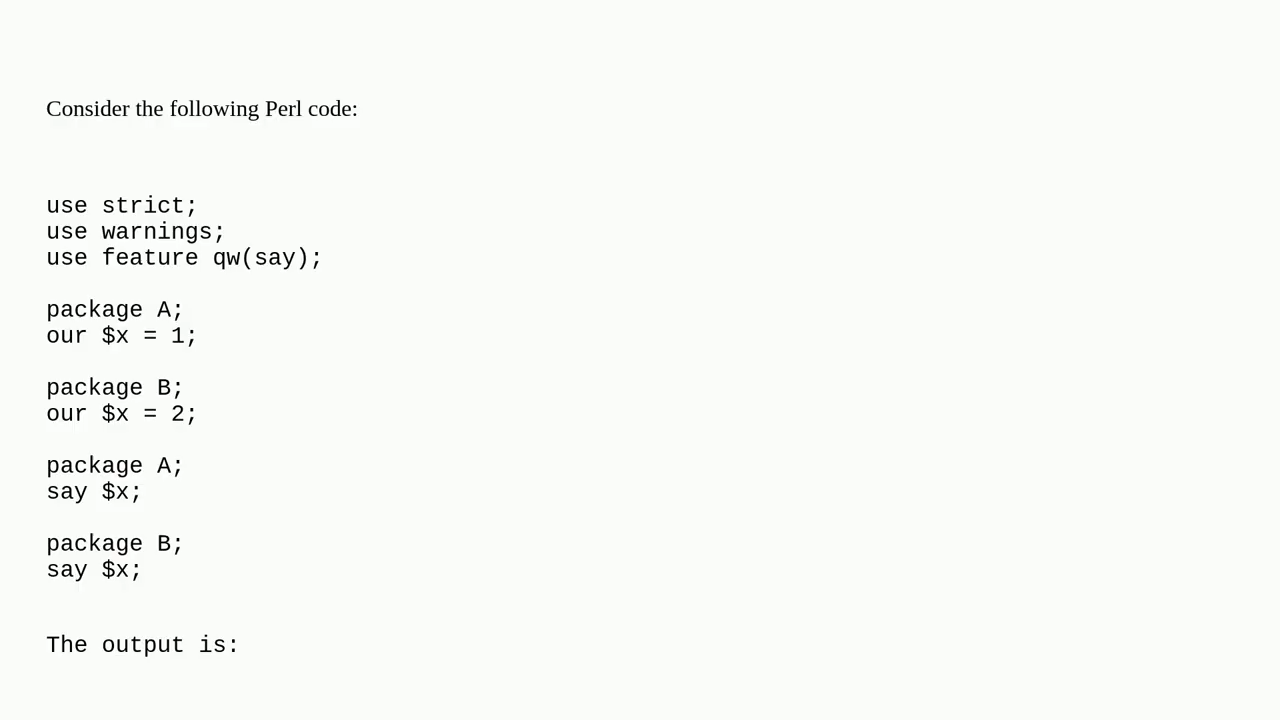 Consider the following Perl code:
use strict;
use warnings;
use feature qw(say);
package A;
our $x = 1;
package B;
our $x = 2;
package A;
say $x;
package B;
say $x;
The output is: